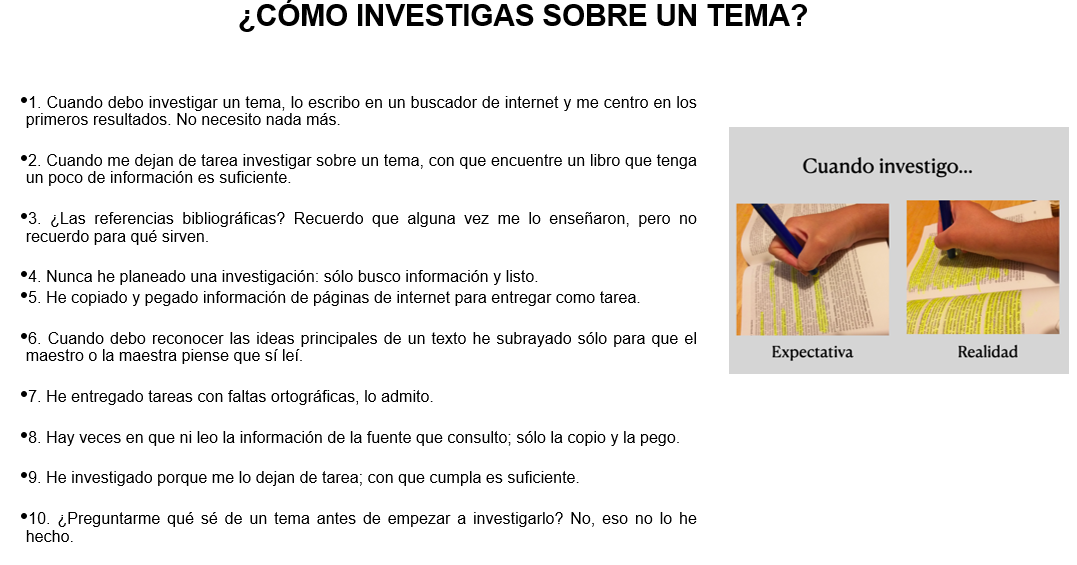 ¿CÓMO INVESTIGAS SOBRE UN TEMA?
•1. Cuando debo investigar un tema, lo escribo en un buscador de internet y me centro en los
primeros resultados. No necesito nada más.
•2. Cuando me dejan de tarea investigar sobre un tema, con que encuentre un libro que tenga
un poco de información es suficiente.
•3. ¿Las referencias bibliográficas? Recuerdo que alguna vez me lo enseñaron, pero no
recuerdo para qué sirven.
•4. Nunca he planeado una investigación: sólo busco información y listo.
•5. He copiado y pegado información de páginas de internet para entregar como tarea.
•6. Cuando debo reconocer las ideas principales de un texto he subrayado sólo para que el
maestro o la maestra piense que sí leí.
•7. He entregado tareas con faltas ortográficas, lo admito.
•8. Hay veces en que ni leo la información de la fuente que consulto; sólo la copio y la pego.
•9. He investigado porque me lo dejan de tarea; con que cumpla es suficiente.
•10. ¿Preguntarme qué sé de un tema antes de empezar a investigarlo? No, eso no lo he
hecho.
Cuando investigo...
Expectativa
Realidad